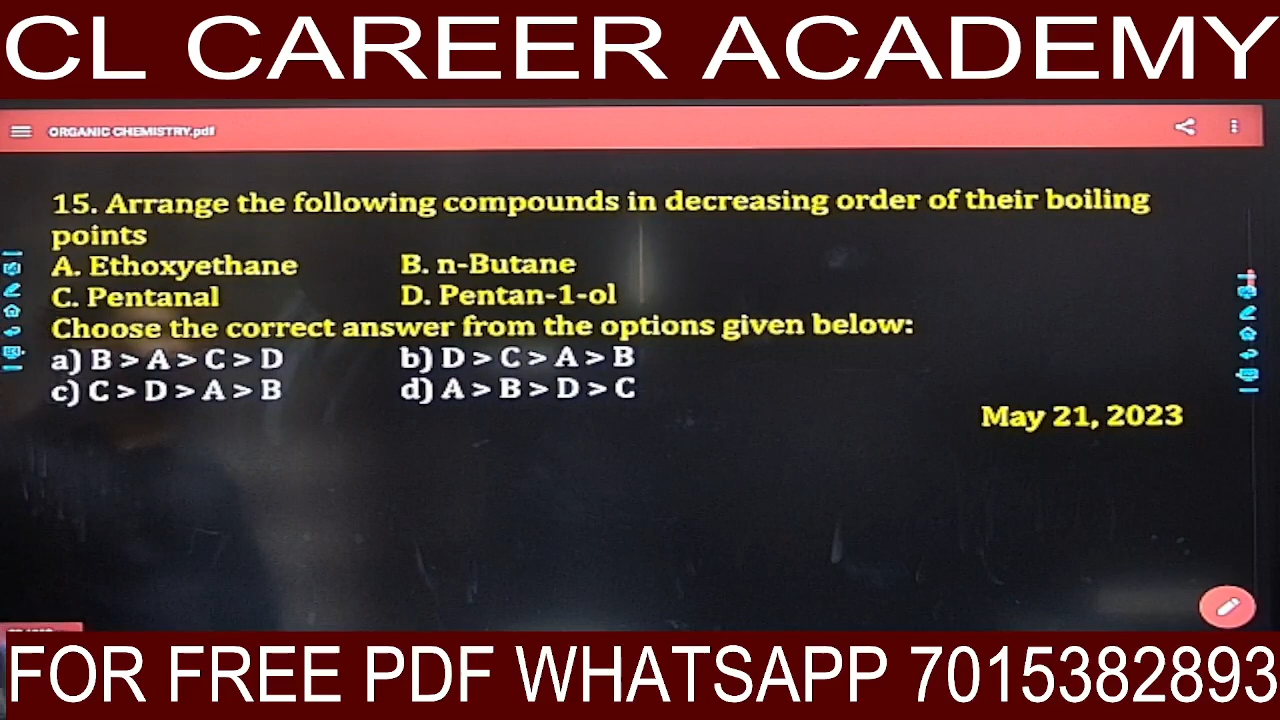 CL CAREER ACADEMY
ORGANIC CHEMISTRY.pdf
15. Arrange the following compounds in decreasing order of their boiling
points
A. Ethoxyethane B. n-Butane
C. Pentanal D. Pentan-1-ol
Choose the correct answer from the options given below:
a) B > A > C > D b) D > C > A > B
c) C > D > A > B d) A > B > D > C
May 21, 2023
FOR FREE PDF WHATSAPP 7015382893